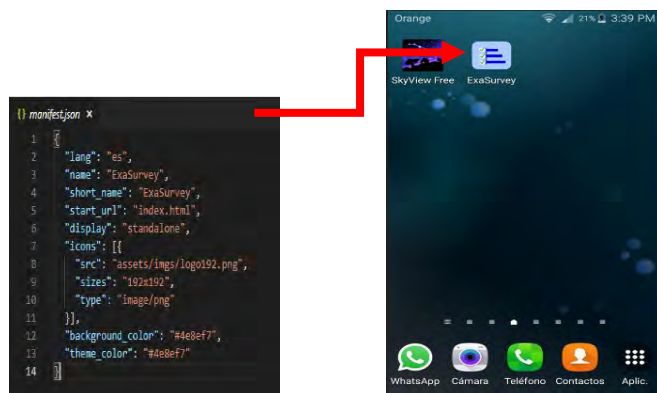 {} manifest.json x
1 {
2 "lang": "es",
3 "name": "ExaSurvey",
4 "short_name": "ExaSurvey",
5 "start_url": "index.html",
6 "display": "standalone",
7 "icons": [{
8 "src": "assets/imgs/logo192.png",
9 "sizes": "192x192",
10 "type": "image/png"
11 }],
12 "background_color": "#4e8ef7",
13 "theme_color": "#4e8ef7"
14 }
Orange 21% 3:39 PM
SkyView Free ExaSurvey
WhatsApp Cámara Teléfono Contactos Aplic.